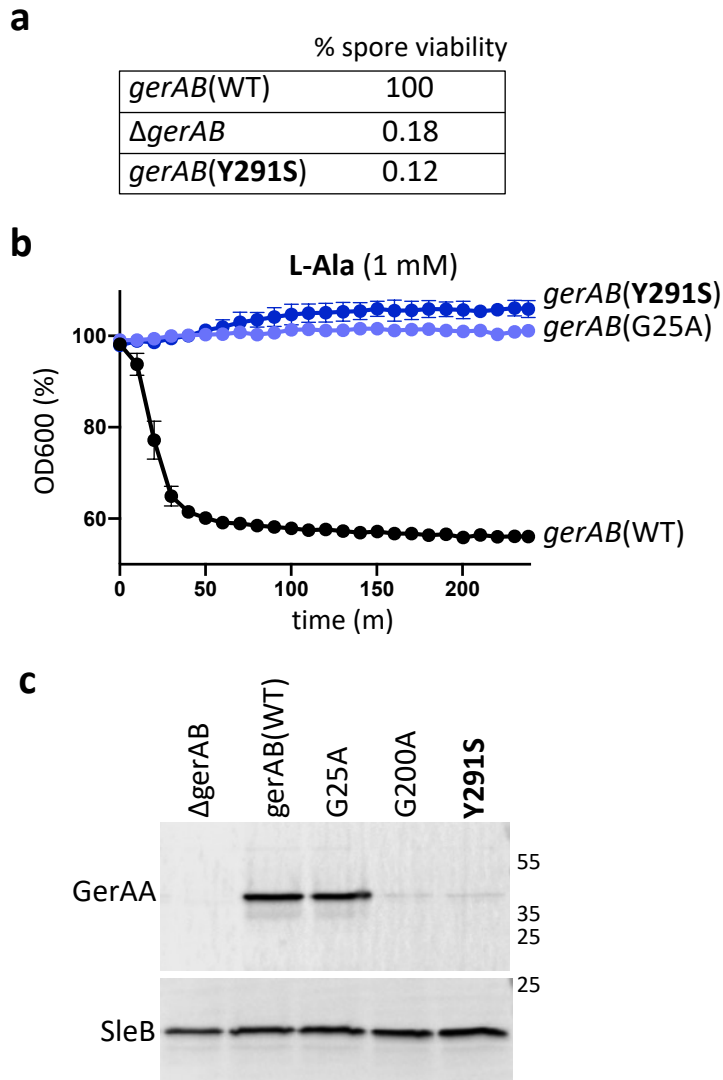 a
% spore viability
gerAB(WT) 100
ΔgerAB 0.18
gerAB(Y291S) 0.12
b
L-Ala (1 mM)
gerAB(Y291S)
gerAB(G25A)
gerAB(WT)
OD600 (%)
100
80
60
0 50 100 150 200
time (m)
c
ΔgerAB
gerAB(WT)
G25A
G200A
Y291S
GerAA
55
35
25
25
SleB